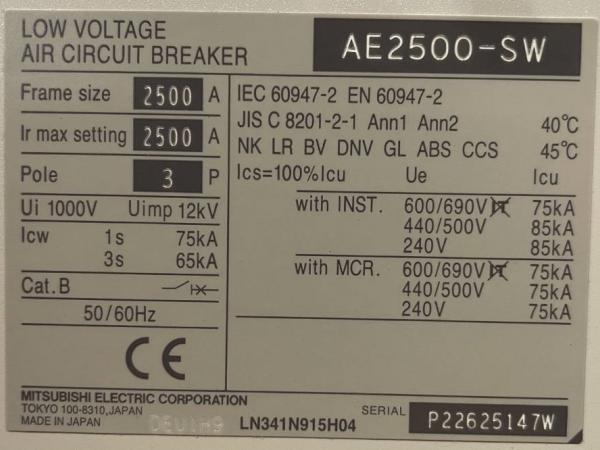 LOW VOLTAGE
AIR CIRCUIT BREAKER
AE2500-SW
Frame size 2500 A
Ir max setting 2500 A
Pole 3 P
Ui 1000V Uimp 12kV
Icw 1s 75kA
3s 65kA
Cat.B
50/60Hz
CE
IEC 60947-2 EN 60947-2
JIS C 8201-2-1 Ann1 Ann2 40℃
NK LR BV DNV GL ABS CCS 45℃
Ics=100%Icu Ue Icu
with INST. 600/690V IT 75kA
440/500V 85kA
240V 85kA
with MCR. 600/690V IT 75kA
440/500V 75kA
240V 75kA
MITSUBISHI ELECTRIC CORPORATION
TOKYO 100-8310,JAPAN
MADE IN JAPAN
LN341N915H04
SERIAL P22625147W